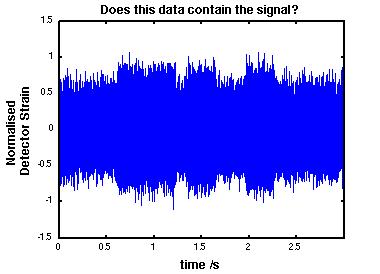 Does this data contain the signal?
1.5
1
0.5
0
-0.5
-1
-1.5
Normalised
Detector Strain
0 0.5 1 1.5 2 2.5
time /s